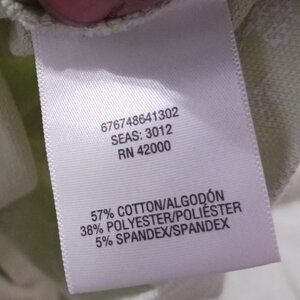 676748641302
SEAS: 3012
RN 42000
57% COTTON/ALGODÓN
38% POLYESTER/POLIÉSTER
5% SPANDEX/SPANDEX